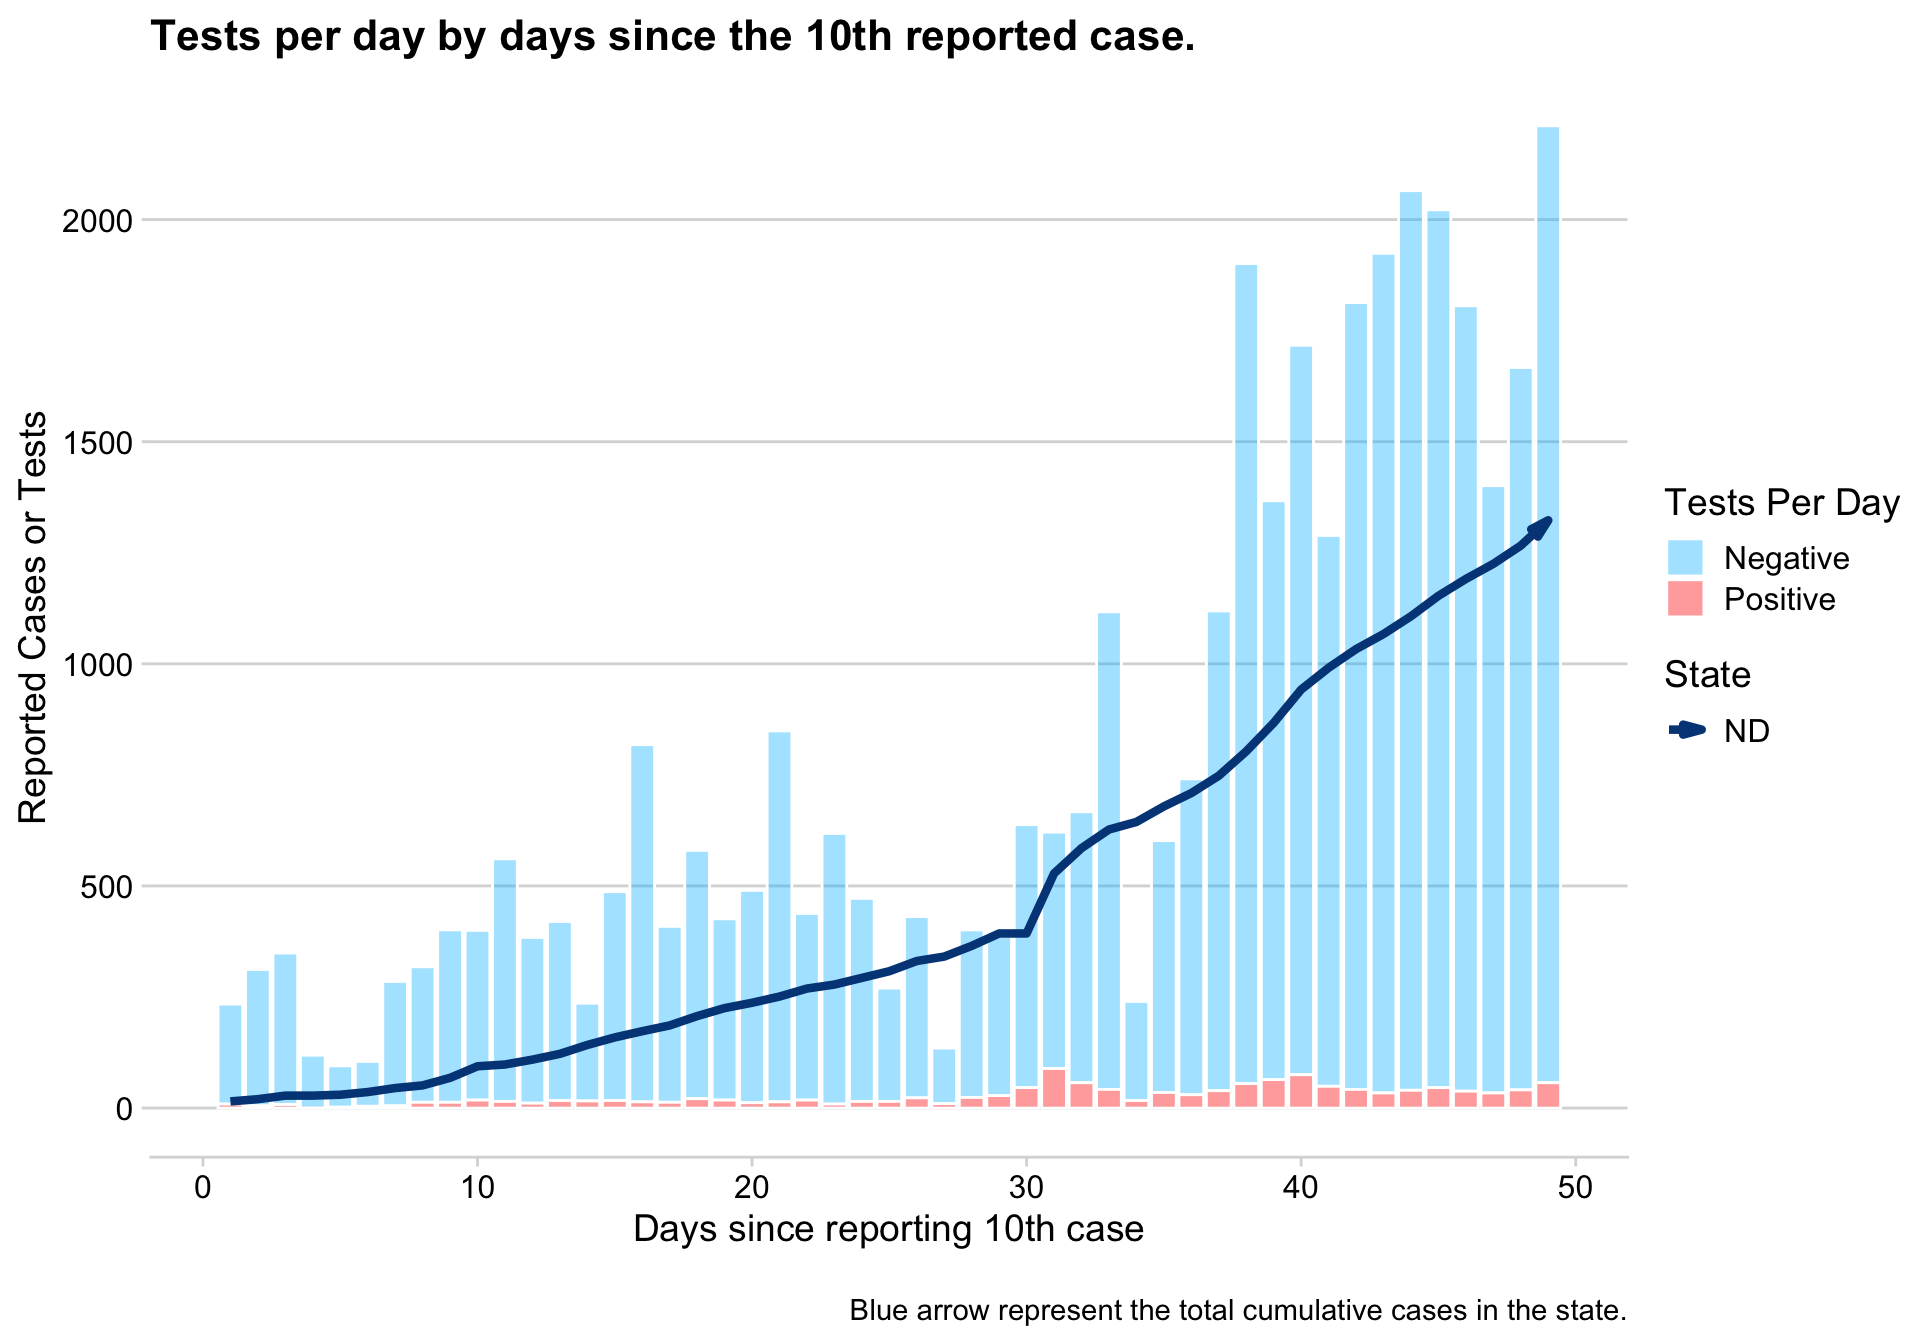 Tests per day by days since the 10th reported case.
Reported Cases or Tests
2000
1500
1000
500
0
0 10 20 30 40 50
Days since reporting 10th case
Tests Per Day
Negative
Positive
State
ND
Blue arrow represent the total cumulative cases in the state.